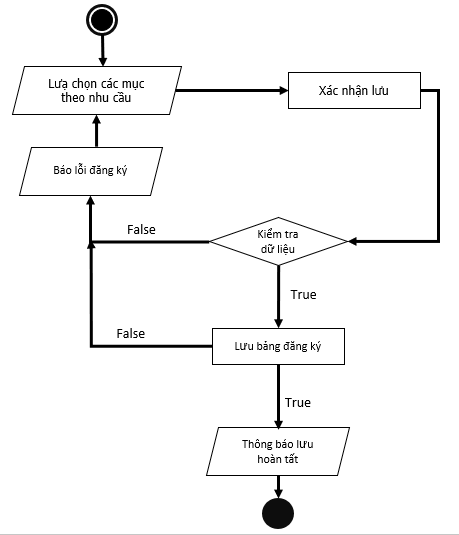 Lựa chọn các mục
theo nhu cầu
Xác nhận lưu
Báo lỗi đăng ký
Kiểm tra
dữ liệu
False
True
False
Lưu bảng đăng ký
True
Thông báo lưu
hoàn tất